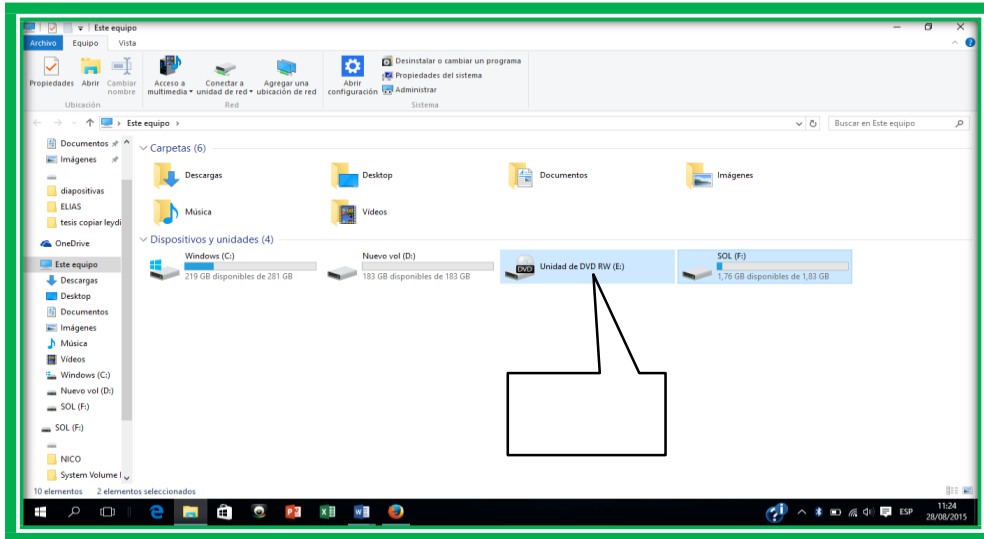 Este equipo
Archivo Equipo Vista
Propiedades Abrir Cambiar nombre
Acceso a multimedia Conectar a unidad de red Agregar una ubicación de red
Abrir configuración
Desinstalar o cambiar un programa
Propiedades del sistema
Administrar
Ubicación Red Sistema
Este equipo
Buscar en Este equipo
Documentos
Imágenes
diapositivas
ELIAS
tesis copiar leydi
OneDrive
Este equipo
Descargas
Desktop
Documentos
Imágenes
Música
Vídeos
Windows (C:)
Nuevo vol (D:)
SOL (F:)
SOL (F:)
NICO
System Volume I
Carpetas (6)
Descargas Desktop Documentos Imágenes
Música Vídeos
Dispositivos y unidades (4)
Windows (C:)
219 GB disponibles de 281 GB
Nuevo vol (D:)
183 GB disponibles de 183 GB
DVD
Unidad de DVD RW (E:)
SOL (F:)
1,76 GB disponibles de 1,83 GB
10 elementos 2 elementos seleccionados
ESP
11:24
28/08/2015